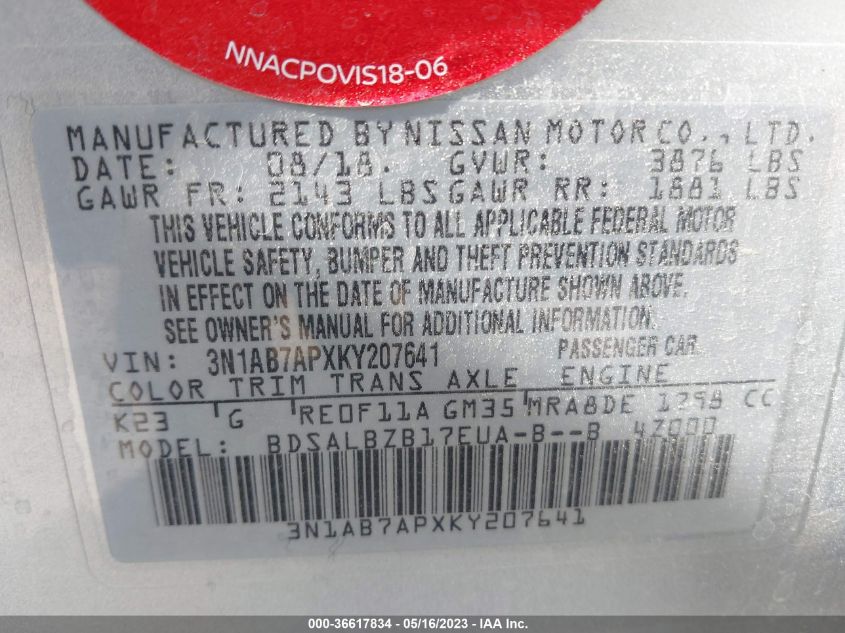 NNACPOVIS18-06
MANUFACTURED BY NISSAN MOTOR CO., LTD.
DATE: 08/18. GVWR: 3876 LBS
GAWR FR: 2143 LBS GAWR RR: 1881 LBS
THIS VEHICLE CONFORMS TO ALL APPLICABLE FEDERAL MOTOR
VEHICLE SAFETY, BUMPER AND THEFT PREVENTION STANDARDS
IN EFFECT ON THE DATE OF MANUFACTURE SHOWN ABOVE.
SEE OWNER'S MANUAL FOR ADDITIONAL INFORMATION.
VIN: 3N1AB7APXKY207641 PASSENGER CAR
COLOR TRIM TRANS AXLE ENGINE
K23 G RE0F11A GM35 MRA8DE 1798 CC
MODEL: BDSALBZB17EUA-B--B 4Z000
3N1AB7APXKY207641
000-36617834 - 05/16/2023 - IAA Inc.